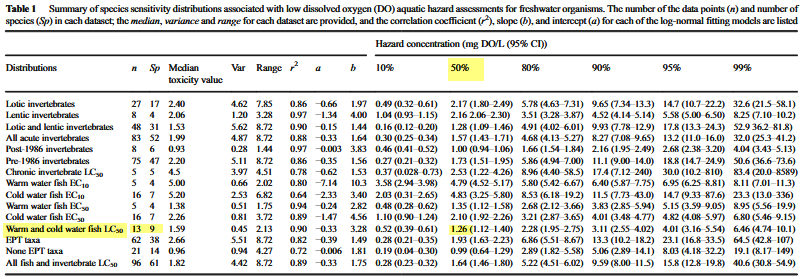 Table 1 Summary of species sensitivity distributions associated with low dissolved oxygen (DO) aquatic hazard assessments for freshwater organisms. The number of the data points (n) and number of
species (Sp) in each dataset; the median, variance and range for each dataset are provided, and the correlation coefficient (r²), slope (b), and intercept (a) for each of the log-normal fitting models are listed
Hazard concentration (mg DO/L (95% CI))
Distributions n Sp Median toxicity value Var Range r² a b 10% 50% 80% 90% 95% 99%
Lotic invertebrates 27 17 2.40 4.62 7.85 0.86 −0.66 1.97 0.49 (0.32–0.61) 2.17 (1.80–2.49) 5.78 (4.63–7.31) 9.65 (7.34–13.3) 14.7 (10.7–22.2) 32.6 (21.5–58.1)
Lentic invertebrates 8 4 2.06 1.20 3.28 0.97 −1.34 4.00 1.04 (0.93–1.15) 2.16 2.06–2.30) 3.51 (3.28–3.87) 4.52 (4.14–5.14) 5.58 (5.00–6.50) 8.25 (7.10–10.2)
Lotic and lentic invertebrates 48 31 1.53 5.62 8.72 0.90 −0.15 1.44 0.16 (0.12–0.20) 1.28 (1.09–1.46) 4.91 (4.02–6.01) 9.93 (7.78–12.9) 17.8 (13.3–24.3) 52.9 36.2–81.8)
All acute invertebrates 83 52 1.99 4.87 8.72 0.88 −0.33 1.64 0.30 (0.25–0.34) 1.57 (1.43–1.71) 4.68 (4.13–5.27) 8.27 (7.08–9.65) 13.2 (11.0–16.0) 32.0 (25.3–41.2)
Post-1986 invertebrates 8 6 0.93 0.28 1.44 0.97 −0.003 3.83 0.46 (0.41–0.52) 1.00 (0.94–1.06) 1.66 (1.54–1.84) 2.16 (1.95–2.49) 2.68 (2.38–3.20) 4.04 (3.43–5.13)
Pre-1986 invertebrates 75 47 2.20 5.11 8.72 0.86 −0.35 1.56 0.27 (0.21–0.32) 1.73 (1.51–1.95) 5.86 (4.94–7.00) 11.1 (9.00–14.0) 18.8 (14.7–24.9) 50.6 (36.6–73.6)
Chronic invertebrate LC50 5 5 4.5 3.97 4.51 0.78 −0.62 1.53 0.37 (0.028–0.73) 2.53 (1.22–4.26) 8.96 (4.40–58.5) 17.4 (7.12–240) 30.0 (10.2–810) 83.4 (20.0–8589)
Warm water fish EC10 5 4 5.00 0.66 2.02 0.80 −7.14 10.3 3.58 (2.94–3.98) 4.79 (4.52–5.17) 5.80 (5.42–6.67) 6.40 (5.87–7.75) 6.95 (6.25–8.81) 8.11 (7.01–11.3)
Cold water fish EC10 16 7 5.20 2.53 6.82 0.64 −2.33 3.40 2.03 (0.31–2.65) 4.83 (3.25–5.80) 8.53 (6.18–19.2) 11.5 (7.73–43.0) 14.7 (9.33–87.6) 23.3 (13.0–336)
Warm water fish EC50 5 4 1.38 0.51 1.75 0.94 −0.24 2.82 0.48 (0.28–0.62) 1.35 (1.12–1.58) 2.68 (2.12–3.66) 3.83 (2.85–5.94) 5.15 (3.59–9.05) 8.95 (5.56–19.9)
Cold water fish EC50 16 7 2.26 0.81 3.72 0.89 −1.47 4.56 1.10 (0.90–1.24) 2.10 (1.92–2.26) 3.21 (2.87–3.65) 4.01 (3.48–4.77) 4.82 (4.08–5.97) 6.80 (5.46–9.15)
Warm and cold water fish LC50 13 9 1.59 0.45 2.13 0.90 −0.33 3.28 0.52 (0.39–0.61) 1.26 (1.12–1.40) 2.28 (1.95–2.75) 3.11 (2.55–4.02) 4.01 (3.16–5.54) 6.46 (4.74–10.1)
EPT taxa 62 38 2.66 5.51 8.72 0.82 −0.39 1.49 0.28 (0.21–0.35) 1.93 (1.63–2.23) 6.86 (5.51–8.67) 13.3 (10.2–18.2) 23.1 (16.8–33.5) 64.5 (42.8–107)
None EPT taxa 21 14 0.96 0.94 4.27 0.72 −0.006 1.81 0.19 (0.04–0.30) 0.99 (0.64–1.29) 2.89 (1.82–5.58) 5.06 (2.89–14.1) 8.03 (4.18–32.2) 19.1 (8.17–149)
All fish and invertebrate LC50 96 61 1.82 4.42 8.72 0.89 −0.33 1.75 0.28 (0.24–0.32) 1.64 (1.46–1.80) 5.22 (4.51–6.02) 9.59 (8.00–11.5) 15.8 (12.8–19.9) 40.6 (30.8–54.9)